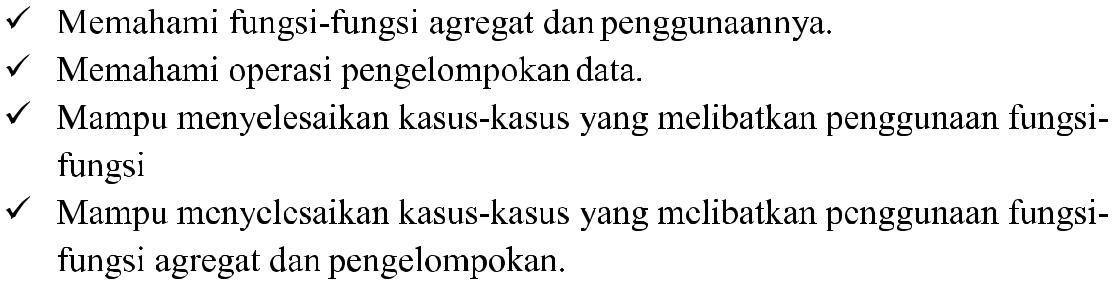 ✓ Memahami fungsi-fungsi agregat dan penggunaannya.
✓ Memahami operasi pengelompokan data.
✓ Mampu menyelesaikan kasus-kasus yang melibatkan penggunaan fungsi-
fungsi
✓ Mampu menyelesaikan kasus-kasus yang melibatkan penggunaan fungsi-
fungsi agregat dan pengelompokan.